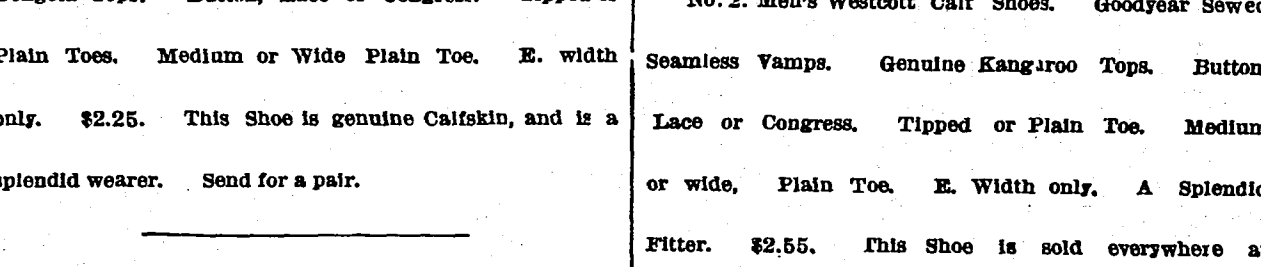 Plain Toes. Medium or Wide Plain Toe. E. width
only. $2.25. This Shoe is genuine Calfskin, and is a
splendid wearer. Send for a pair.
No. 2. Men's Westcott Calf Shoes. Goodyear Sewed
Seamless Vamps. Genuine Kangaroo Tops. Button
Lace or Congress. Tipped or Plain Toe. Medium
or wide, Plain Toe. E. Width only. A Splendid
Fitter. $2.55. This Shoe is sold everywhere a